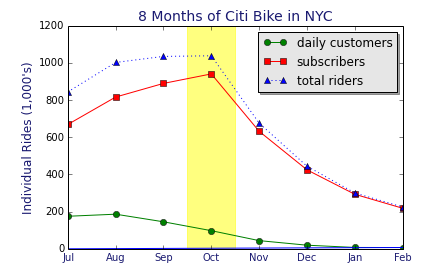 8 Months of Citi Bike in NYC
1200
1000
800
600
400
200
0
Individual Rides (1,000's)
daily customers
subscribers
total riders
Jul Aug Sep Oct Nov Dec Jan Feb